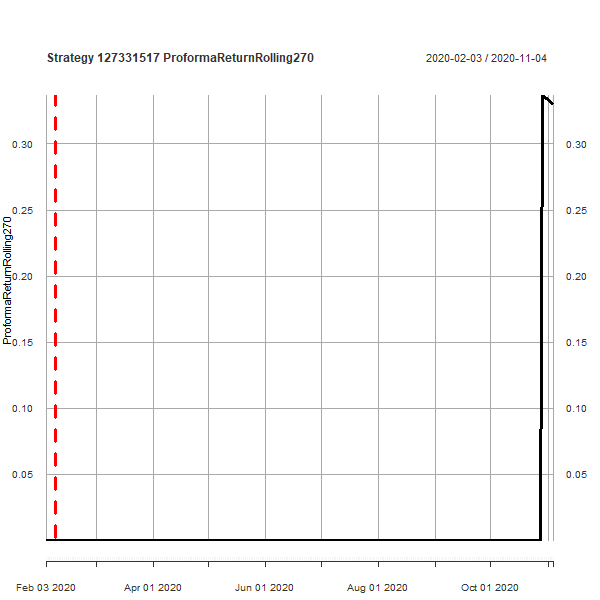 Strategy 127331517 ProformaReturnRolling270
2020-02-03 / 2020-11-04
ProformaReturnRolling270
0.30 0.30
0.25 0.25
0.20 0.20
0.15 0.15
0.10 0.10
0.05 0.05
Feb 03 2020 Apr 01 2020 Jun 01 2020 Aug 01 2020 Oct 01 2020